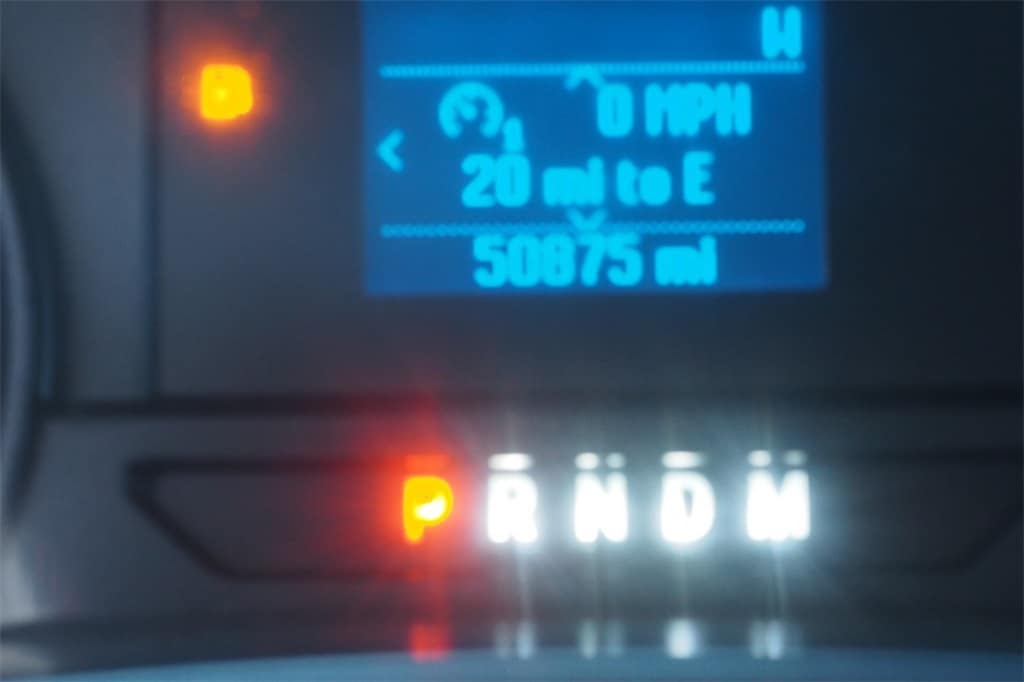 W
0 MPH
20 mi to E
50875 mi
P R N D M